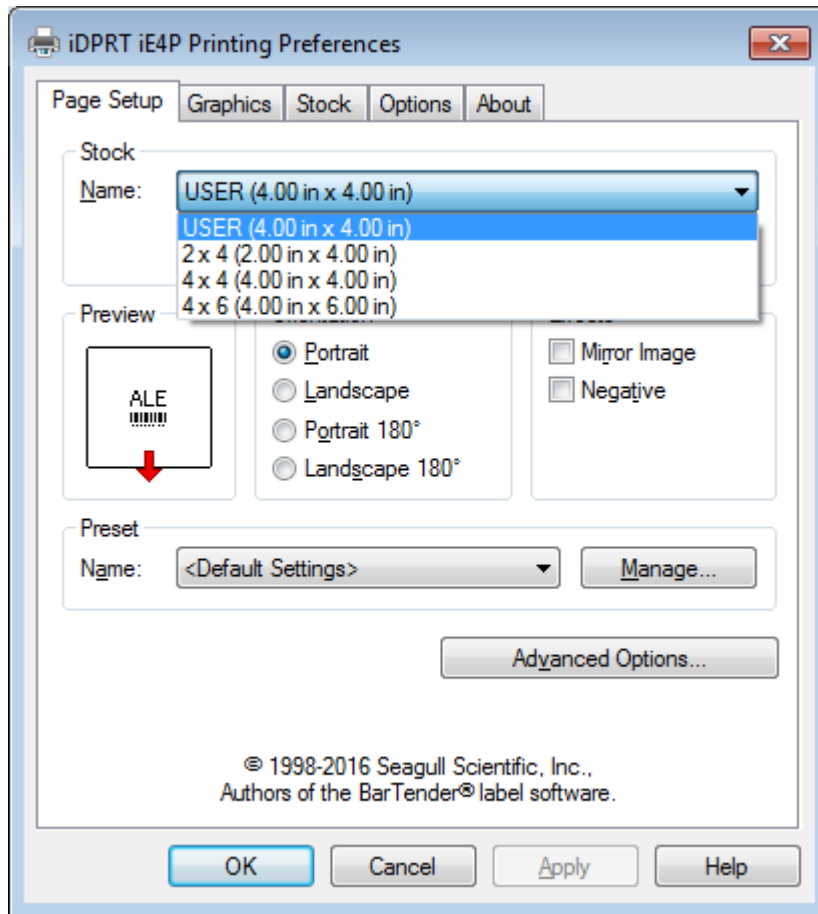 iDPRT iE4P Printing Preferences
Page Setup Graphics Stock Options About
Stock
Name: USER (4.00 in x 4.00 in)
USER (4.00 in x 4.00 in)
2 x 4 (2.00 in x 4.00 in)
4 x 4 (4.00 in x 4.00 in)
4 x 6 (4.00 in x 6.00 in)
Preview
ALE
Portrait
Landscape
Portrait 180°
Landscape 180°
Mirror Image
Negative
Preset
Name: <Default Settings> Manage...
Advanced Options...
© 1998-2016 Seagull Scientific, Inc.,
Authors of the BarTender® label software.
OK Cancel Apply Help